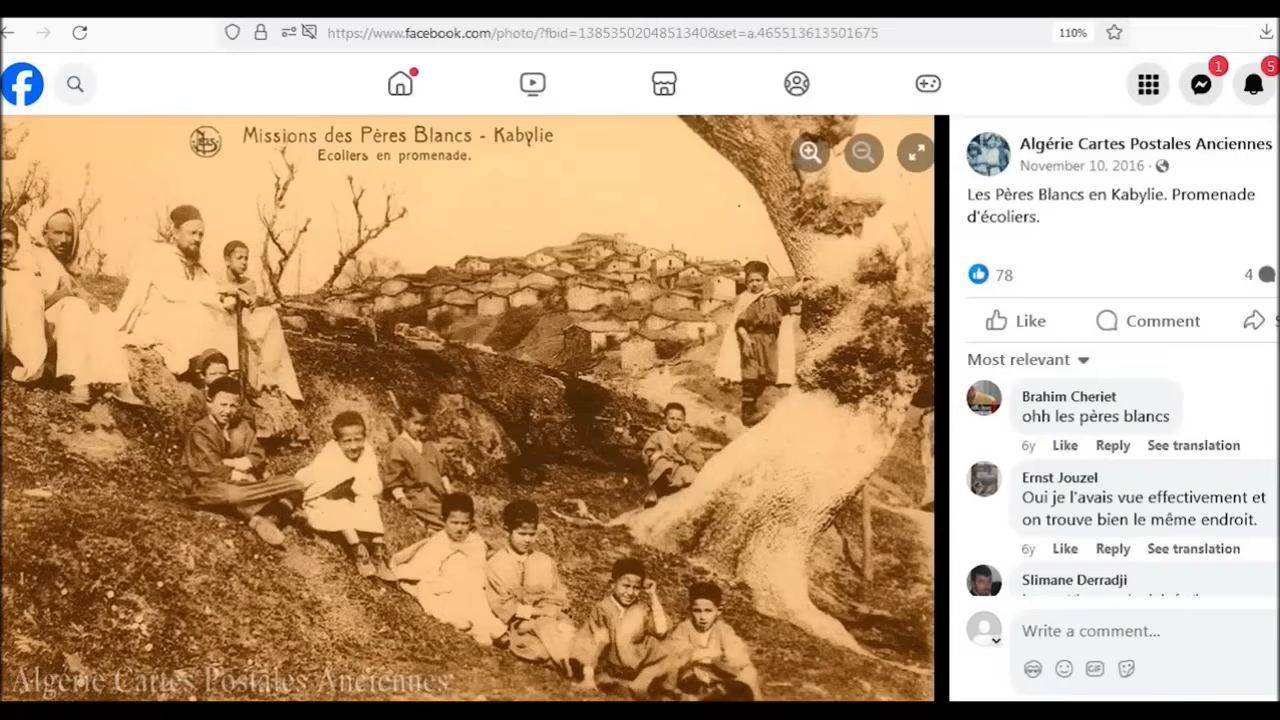 https://www.facebook.com/photo/?fbid=1385350204851340&set=a.465513613501675
110%
1
5
Missions des Pères Blancs - Kabylie
Ecoliers en promenade.
Algérie Cartes Postales Anciennes
Algérie Cartes Postales Anciennes
November 10, 2016 ·
Les Pères Blancs en Kabylie. Promenade
d'écoliers.
78
4
Like Comment
Most relevant
Brahim Cheriet
ohh les pères blancs
6y Like Reply See translation
Ernst Jouzel
Oui je l'avais vue effectivement et
on trouve bien le même endroit.
6y Like Reply See translation
Slimane Derradji
Write a comment...
GIF